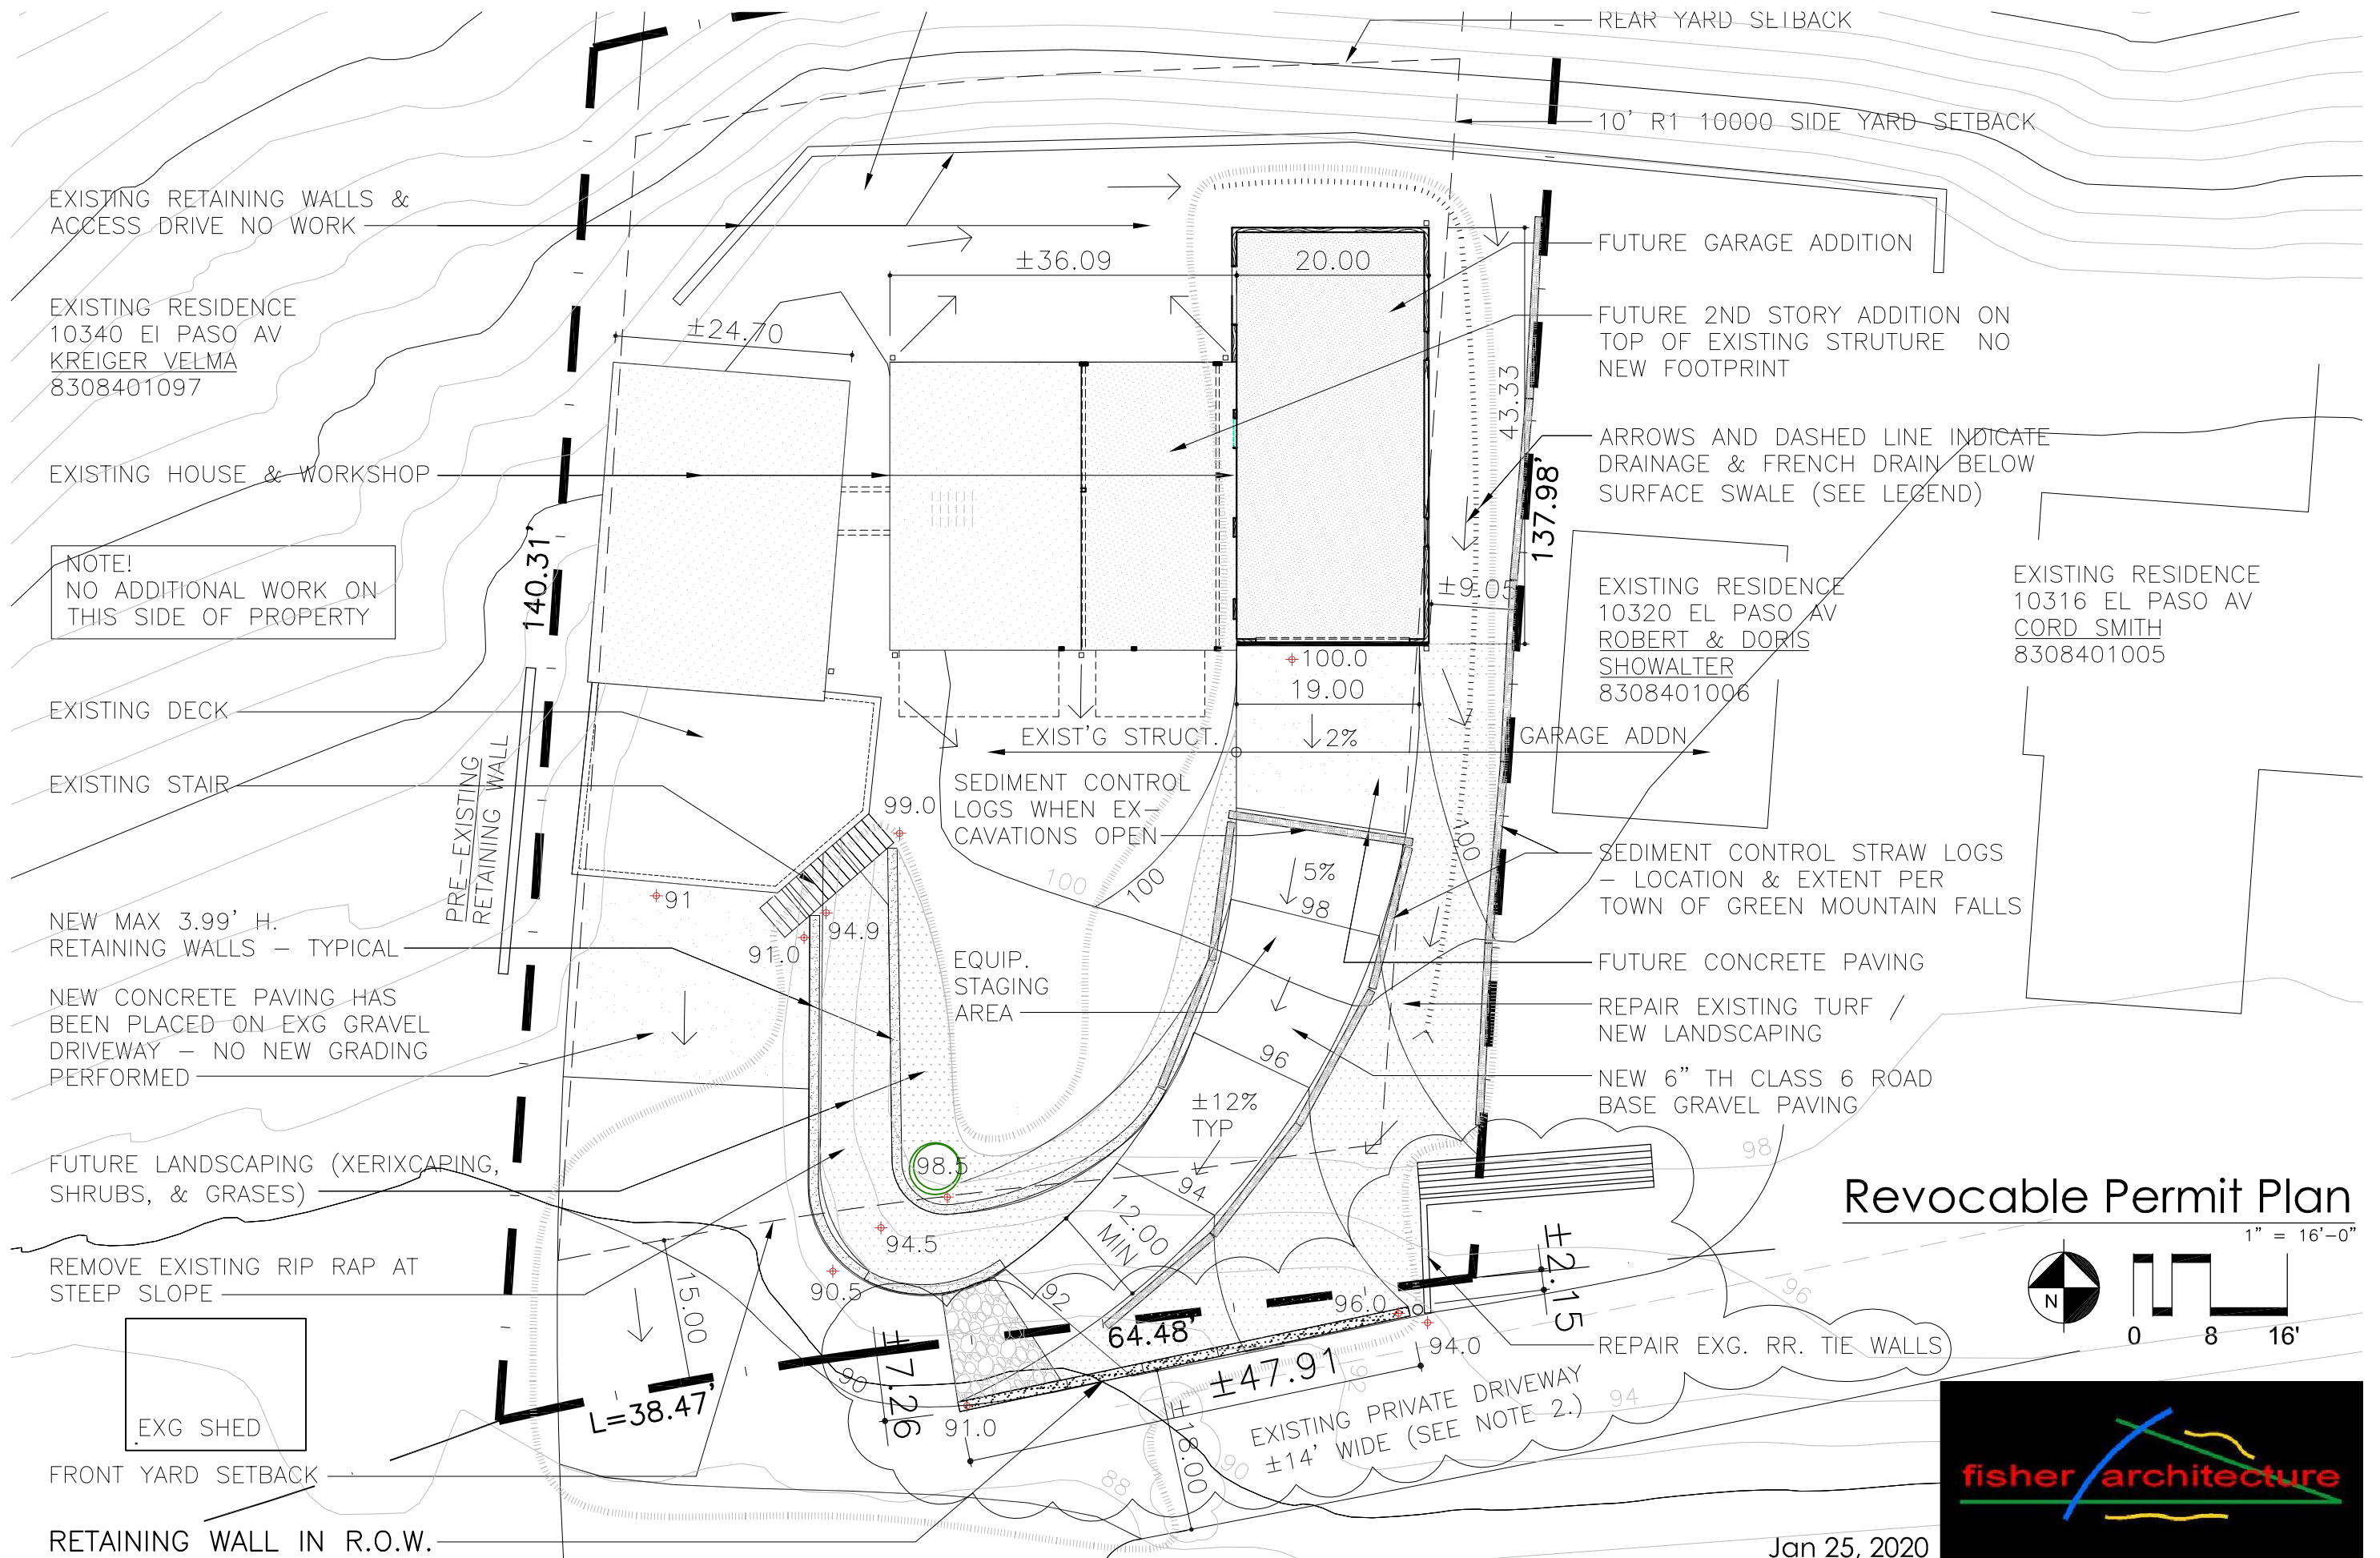 REAR YARD SETBACK
10' R1 10000 SIDE YARD SETBACK
EXISTING RETAINING WALLS &
ACCESS DRIVE NO WORK
FUTURE GARAGE ADDITION
±36.09
20.00
EXISTING RESIDENCE
10340 El PASO AV
KREIGER VELMA
8308401097
±24.70
FUTURE 2ND STORY ADDITION ON
TOP OF EXISTING STRUTURE NO
NEW FOOTPRINT
43.33
ARROWS AND DASHED LINE INDICATE
DRAINAGE & FRENCH DRAIN BELOW
SURFACE SWALE (SEE LEGEND)
EXISTING HOUSE & WORKSHOP
137.98'
140.31'
NOTE!
NO ADDITIONAL WORK ON
THIS SIDE OF PROPERTY
±9.05
EXISTING RESIDENCE
10320 EL PASO AV
ROBERT & DORIS
SHOWALTER
8308401006
EXISTING RESIDENCE
10316 EL PASO AV
CORD SMITH
8308401005
100.0
19.00
2%
EXISTING DECK
EXIST'G STRUCT.
GARAGE ADDN
PRE-EXISTING
RETAINING WALL
EXISTING STAIR
SEDIMENT CONTROL
LOGS WHEN EX-
CAVATIONS OPEN
99.0
100
100
100
5%
98
SEDIMENT CONTROL STRAW LOGS
- LOCATION & EXTENT PER
TOWN OF GREEN MOUNTAIN FALLS
91
94.9
91.0
NEW MAX 3.99' H.
RETAINING WALLS - TYPICAL
EQUIP.
STAGING
AREA
FUTURE CONCRETE PAVING
NEW CONCRETE PAVING HAS
BEEN PLACED ON EXG GRAVEL
DRIVEWAY - NO NEW GRADING
PERFORMED
REPAIR EXISTING TURF /
NEW LANDSCAPING
96
NEW 6" TH CLASS 6 ROAD
BASE GRAVEL PAVING
±12%
TYP
98
FUTURE LANDSCAPING (XERIXCAPING,
SHRUBS, & GRASES)
98.5
94
Revocable Permit Plan
1" = 16'-0"
12.00
MIN
94.5
REMOVE EXISTING RIP RAP AT
STEEP SLOPE
90.5
15.00
92
96.0
±2.15
96
N
0 8 16'
64.48'
94.0
REPAIR EXG. RR. TIE WALLS
90
±7.26
±47.91
92
94
L=38.47'
EXG SHED
91.0
EXISTING PRIVATE DRIVEWAY
±14' WIDE (SEE NOTE 2.)
±18.00
88
90
FRONT YARD SETBACK
RETAINING WALL IN R.O.W.
fisher architecture
Jan 25, 2020